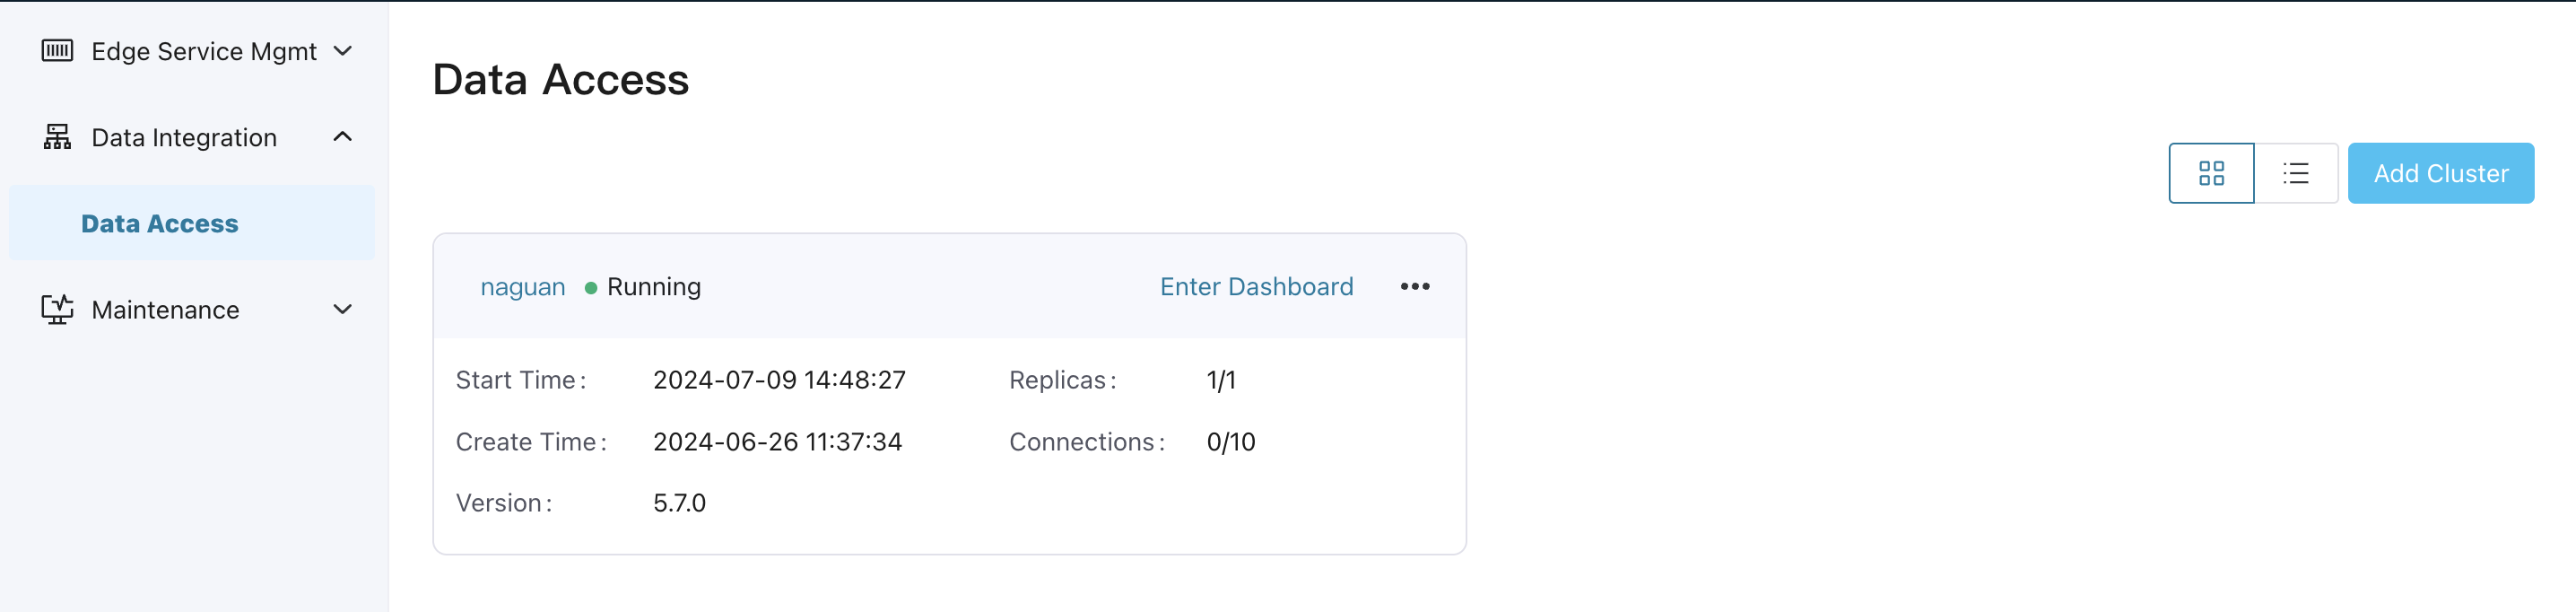 Edge Service Mgmt
Data Integration
Data Access
Maintenance
Data Access
Add Cluster
naguan Running Enter Dashboard
Start Time: 2024-07-09 14:48:27 Replicas: 1/1
Create Time: 2024-06-26 11:37:34 Connections: 0/10
Version: 5.7.0